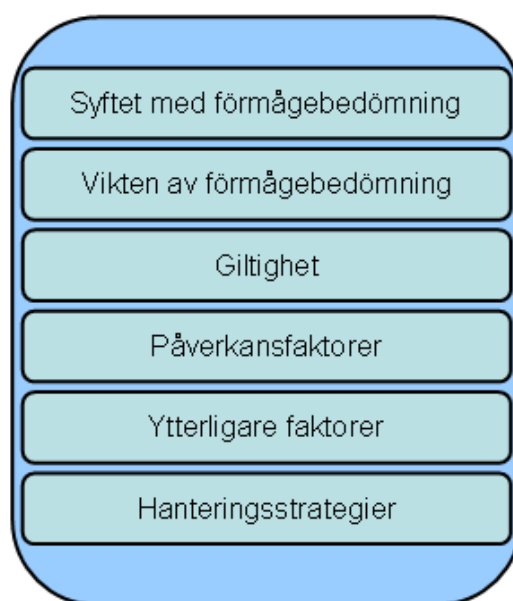 Syftet med förmågebedömning
Vikten av förmågebedömning
Giltighet
Påverkansfaktorer
Ytterligare faktorer
Hanteringsstrategier